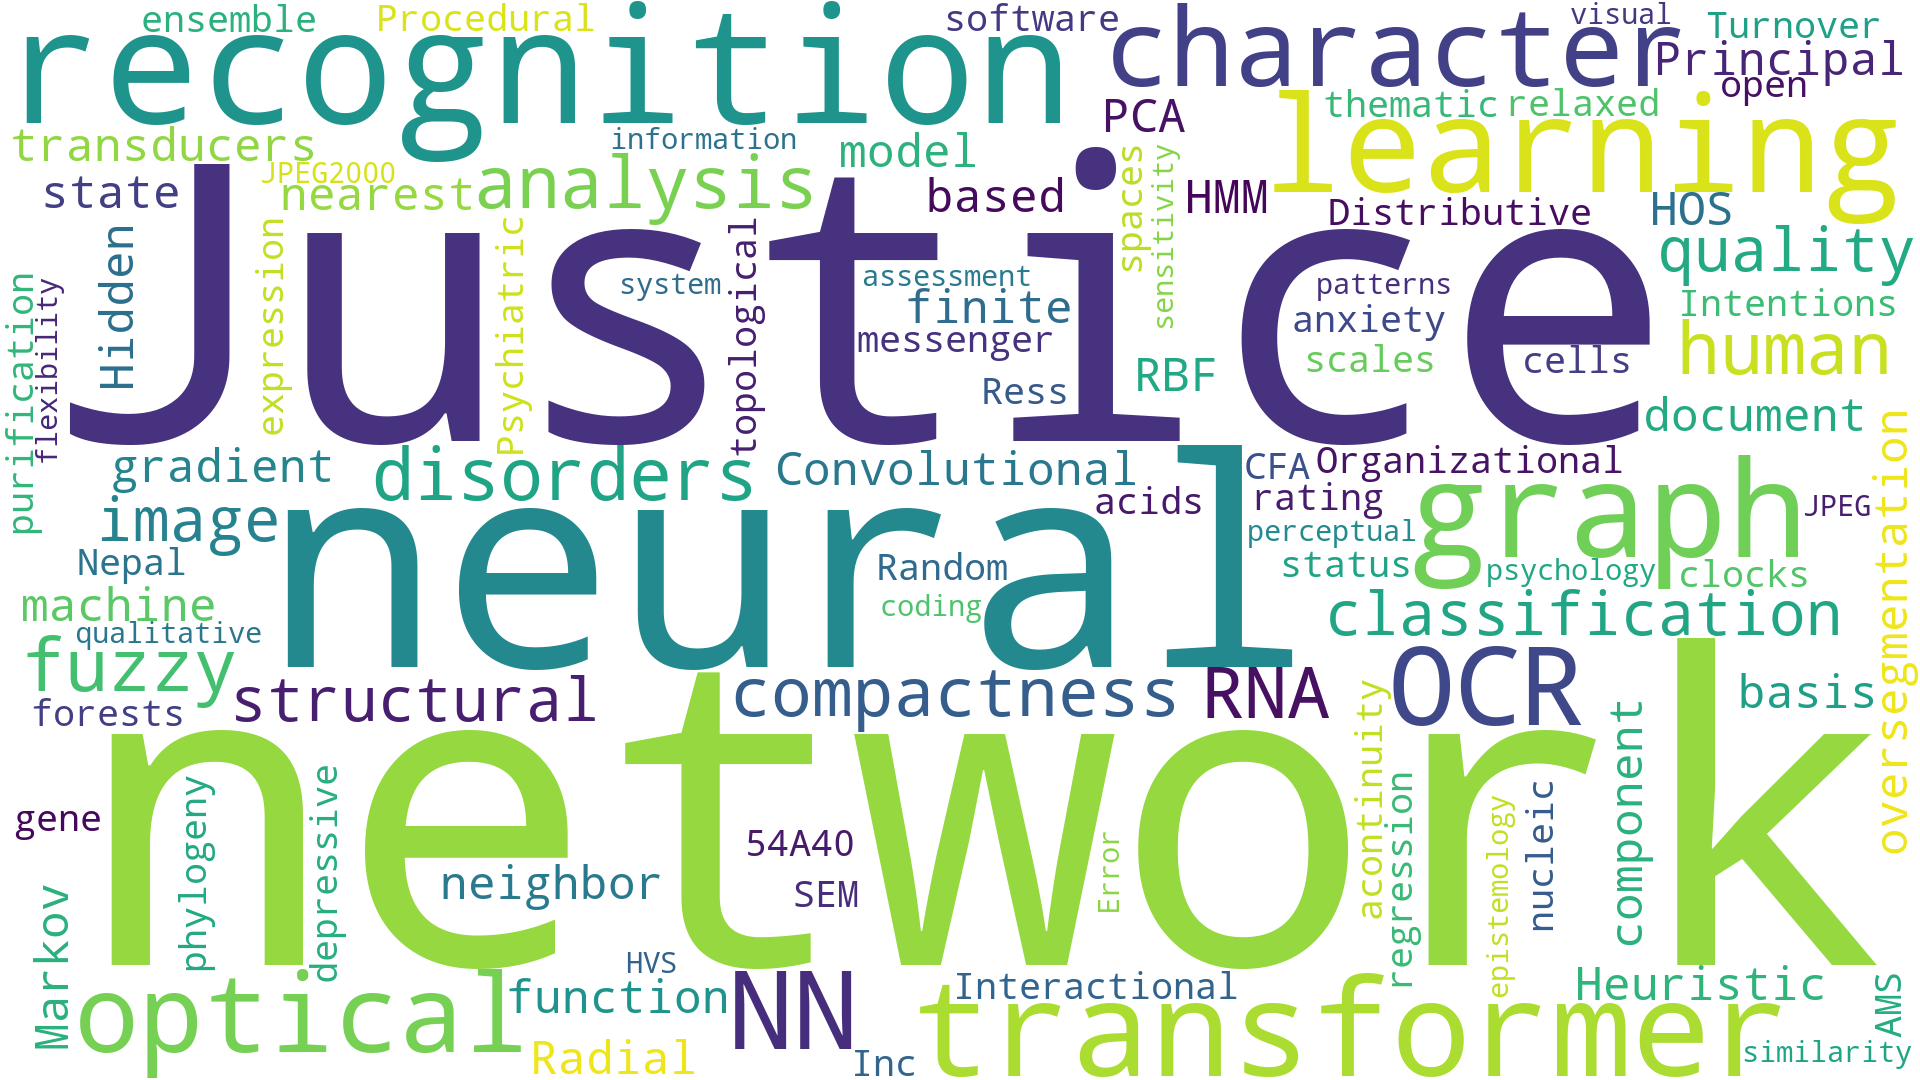 ensemble
Procedural
software
visual
Turnover
recognition
character
Principal
open
transducers
information
model
PCA
learning
thematic
relaxed
JPEG2000
state
nearest
analysis
based
spaces
sensitivity
HMM
Distributive
HOS
quality
Justice
Hidden
expression
Psychiatric
topological
system
assessment
finite
messenger
Ress
RBF
patterns
anxiety
scales
cells
Intentions
human
purification
flexibility
document
gradient
disorders
Convolutional
CFA
Organizational
acids
rating
graph
JPEG
oversegmentation
image
neural
Nepal
Random
coding
perceptual
status
psychology
clocks
machine
qualitative
classification
fuzzy
structural
compactness
RNA
OCR
basis
forests
network
gene
phylogeny
depressive
54A40
SEM
Error
acontinuity
regression
epistemology
nucleic
component
neighbor
Markov
HVS
optical
function
NN
Interactional
transformer
Heuristic
AMS
Radial
Inc
similarity